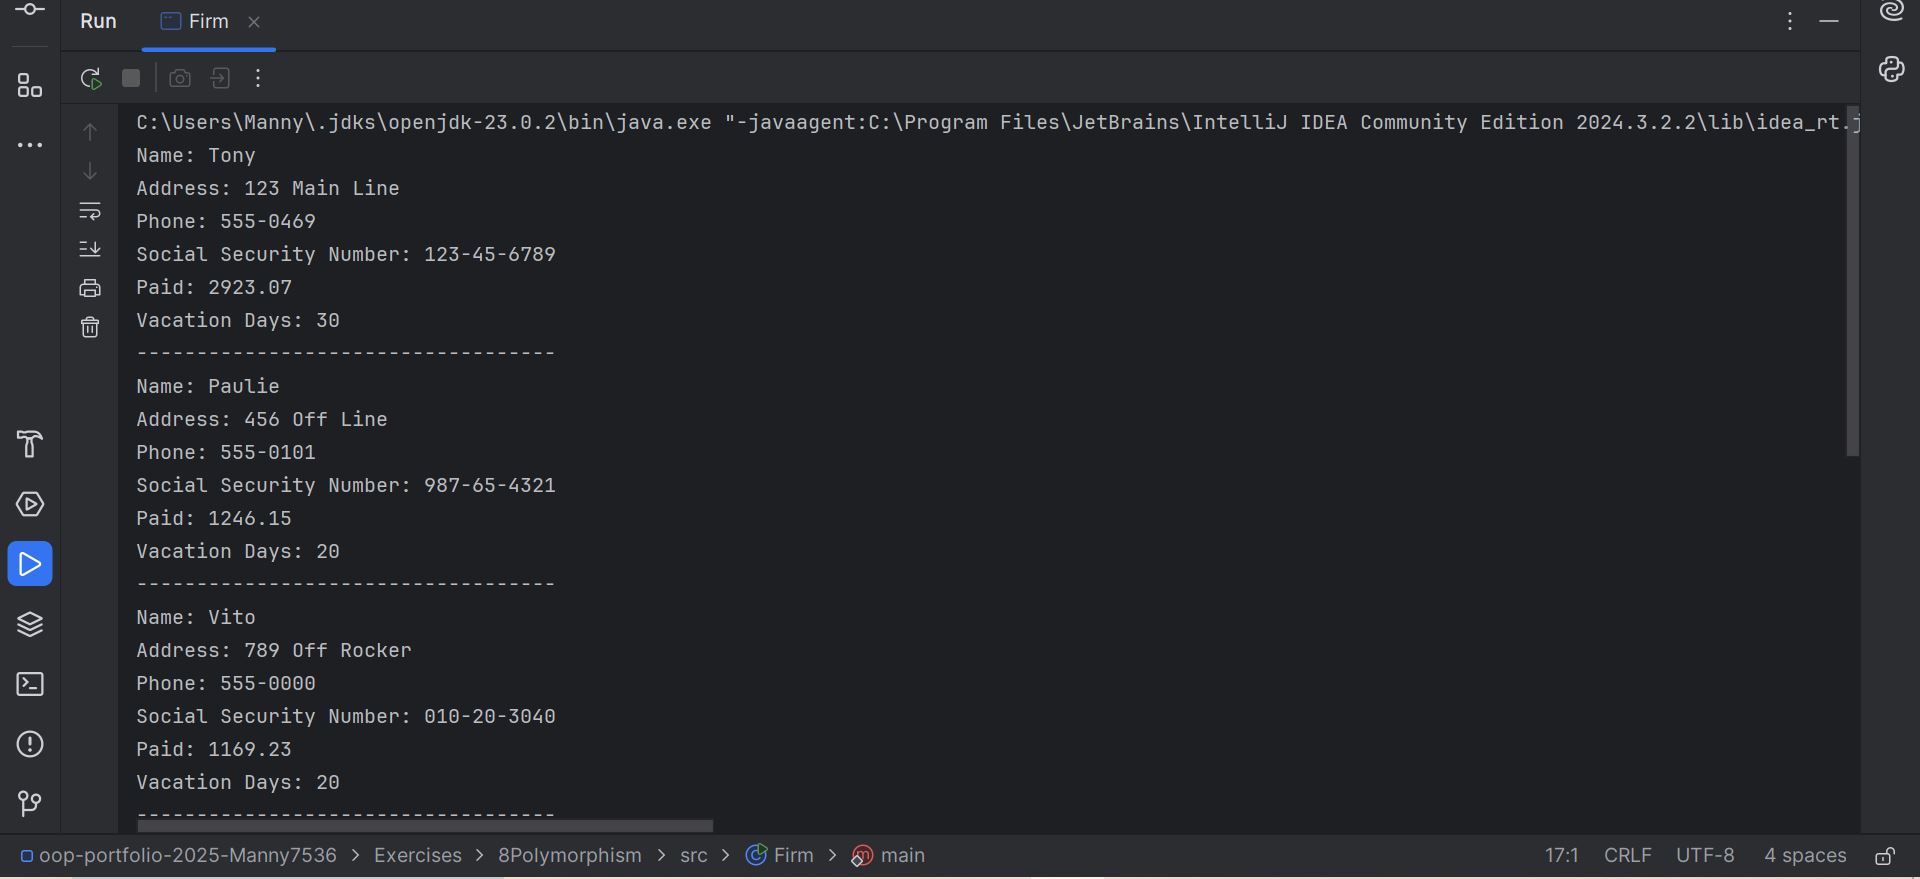 Run Firm
C:\Users\Manny\.jdks\openjdk-23.0.2\bin\java.exe "-javaagent:C:\Program Files\JetBrains\IntelliJ IDEA Community Edition 2024.3.2.2\lib\idea_rt.j
Name: Tony
Address: 123 Main Line
Phone: 555-0469
Social Security Number: 123-45-6789
Paid: 2923.07
Vacation Days: 30
-----------------------------------
Name: Paulie
Address: 456 Off Line
Phone: 555-0101
Social Security Number: 987-65-4321
Paid: 1246.15
Vacation Days: 20
-----------------------------------
Name: Vito
Address: 789 Off Rocker
Phone: 555-0000
Social Security Number: 010-20-3040
Paid: 1169.23
Vacation Days: 20
-----------------------------------
oop-portfolio-2025-Manny7536 > Exercises > 8Polymorphism > src > Firm > main 17:1 CRLF UTF-8 4 spaces